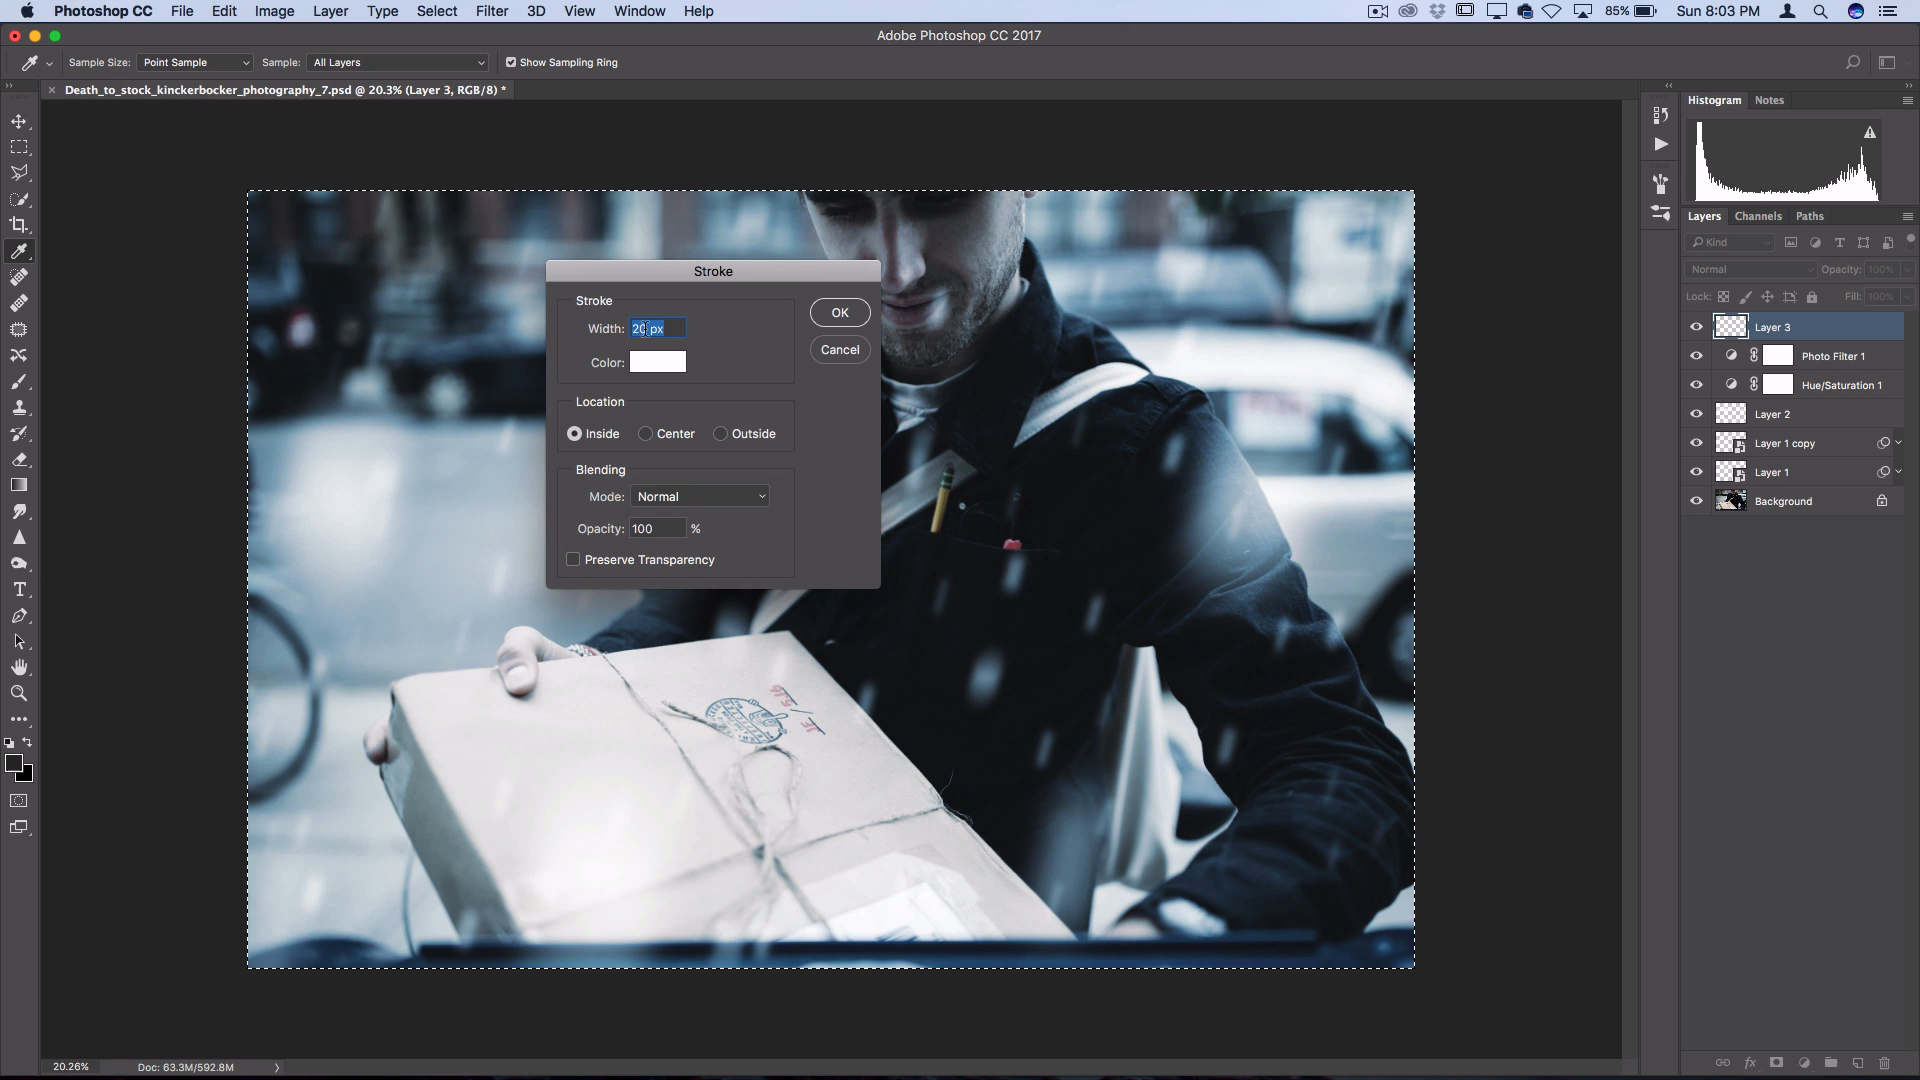 Photoshop CC File Edit Image Layer Type Select Filter 3D View Window Help 85% Sun 8:03 PM
Adobe Photoshop CC 2017
Sample Size: Point Sample Sample: All Layers Show Sampling Ring
Death_to_stock_kinckerbocker_photography_7.psd @ 20.3% (Layer 3, RGB/8) *
Histogram Notes
Layers Channels Paths
Kind
Normal Opacity: 100%
Lock: Fill: 100%
Layer 3
Photo Filter 1
Hue/Saturation 1
Layer 2
Layer 1 copy
Layer 1
Background
Stroke
Stroke
Width: 20 px
Color:
OK
Cancel
Location
Inside Center Outside
Blending
Mode: Normal
Opacity: 100 %
Preserve Transparency
20.26% Doc: 63.3M/592.8M